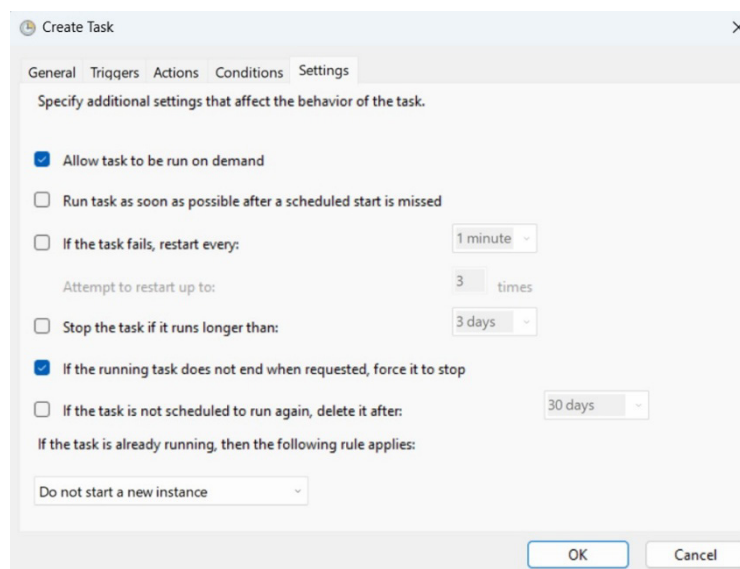 Create Task
General Triggers Actions Conditions Settings
Specify additional settings that affect the behavior of the task.
Allow task to be run on demand
Run task as soon as possible after a scheduled start is missed
If the task fails, restart every: 1 minute
Attempt to restart up to: 3 times
Stop the task if it runs longer than: 3 days
If the running task does not end when requested, force it to stop
If the task is not scheduled to run again, delete it after: 30 days
If the task is already running, then the following rule applies:
Do not start a new instance
OK Cancel